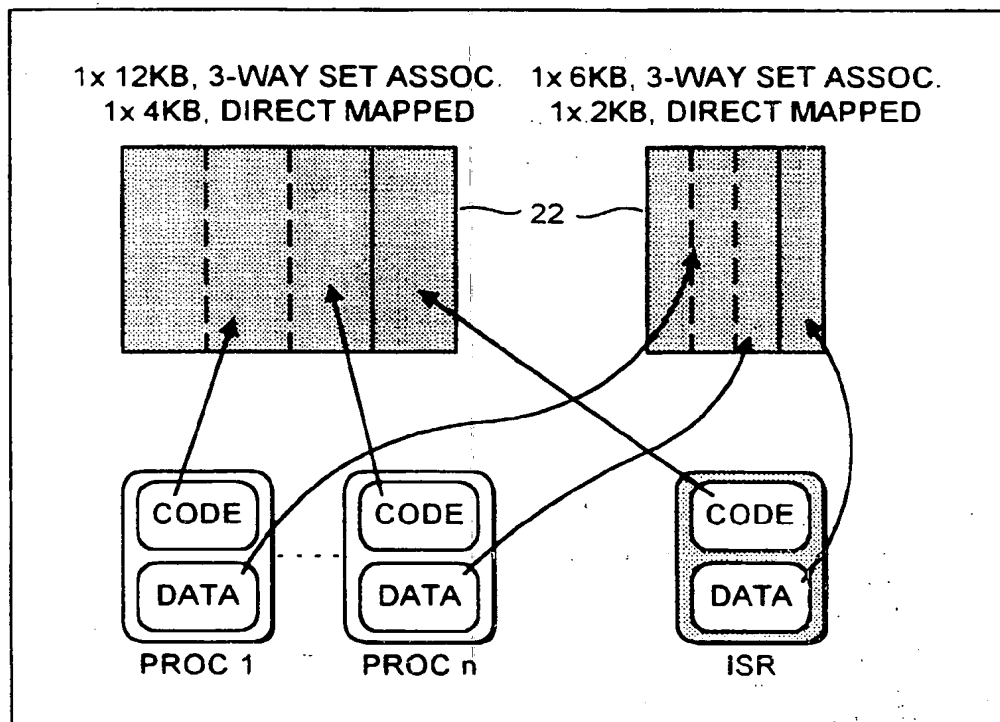 1x 12KB, 3-WAY SET ASSOC.
1x 4KB, DIRECT MAPPED
1x 6KB, 3-WAY SET ASSOC.
1x 2KB, DIRECT MAPPED
22
CODE
DATA
PROC 1
CODE
DATA
PROC n
CODE
DATA
ISR